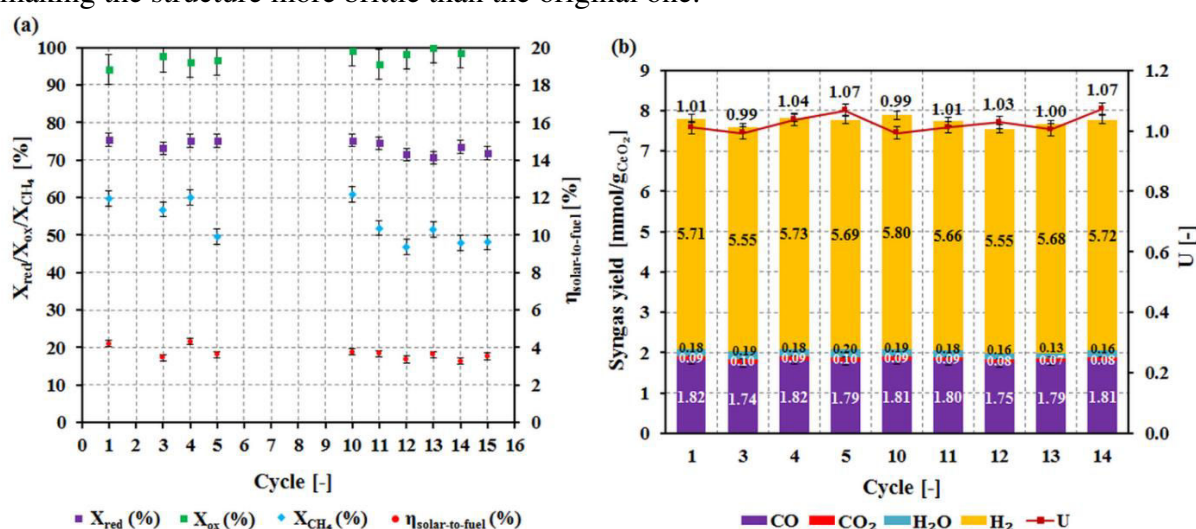 making the structure more brittle than the original one.
(a)
100
90
80
70
60
50
40
30
20
10
0
X_red/X_ox/X_CH₄ [%]
20
18
16
14
12
10
8
6
4
2
0
η_solar-to-fuel [%]
0 1 2 3 4 5 6 7 8 9 10 11 12 13 14 15 16
Cycle [-]
X_red (%) X_ox (%) X_CH₄ (%) η_solar-to-fuel (%)
(b)
9
8
7
6
5
4
3
2
1
0
Syngas yield [mmol/g_CeO₂]
1.2
1.0
0.8
0.6
0.4
0.2
0.0
U
1.01 0.99 1.04 1.07 0.99 1.01 1.03 1.00 1.07
5.71 5.55 5.73 5.69 5.80 5.66 5.55 5.68 5.72
0.18 0.19 0.18 0.20 0.19 0.18 0.16 0.13 0.16
0.09 0.10 0.09 0.10 0.09 0.09 0.08 0.07 0.08
1.82 1.74 1.82 1.79 1.81 1.80 1.75 1.79 1.81
1 3 4 5 10 11 12 13 14
Cycle [-]
CO CO₂ H₂O H₂ U